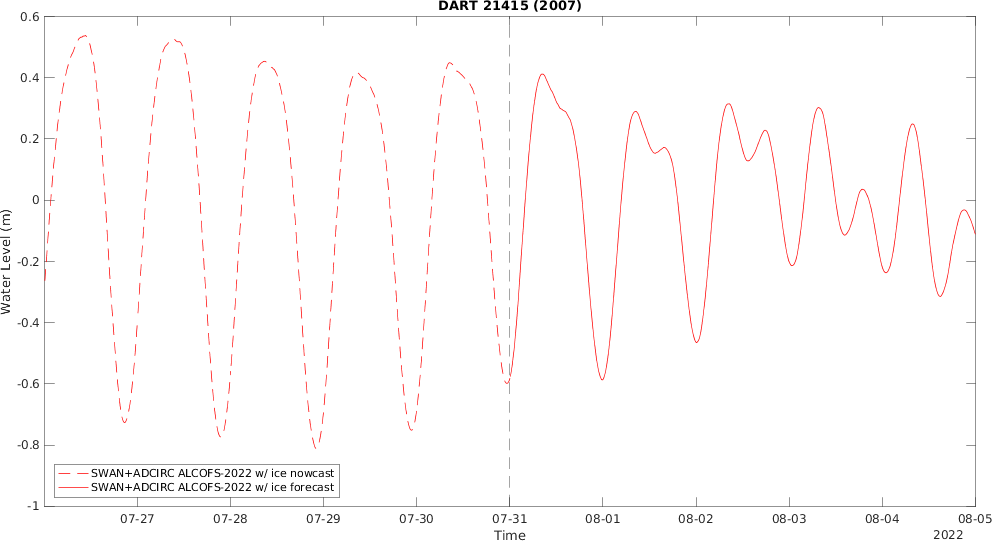 DART 21415 (2007)
0.6
0.4
0.2
0
-0.2
-0.4
-0.6
-0.8
-1
Water Level (m)
SWAN+ADCIRC ALCOFS-2022 w/ ice nowcast
SWAN+ADCIRC ALCOFS-2022 w/ ice forecast
07-27 07-28 07-29 07-30 07-31 08-01 08-02 08-03 08-04 08-05
Time
2022